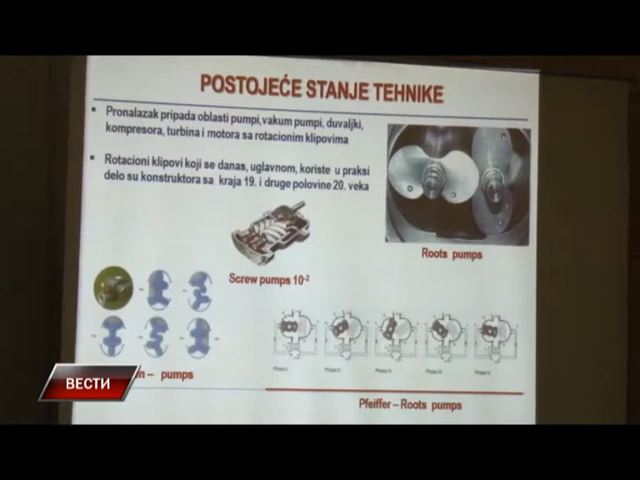 POSTOJEĆE STANJE TEHNIKE
▪ Pronalazak pripada oblasti pumpi,vakum pumpi, duvaljki,
kompresora, turbina i motora sa rotacionim klipovima
▪ Rotacioni klipovi koji se danas, uglavnom, koriste u praksi
delo su konstruktora sa kraja 19. i druge polovine 20. veka
Roots pumps
Screw pumps 10-2
– pumps
Pfeiffer – Roots pumps
ВЕСТИ